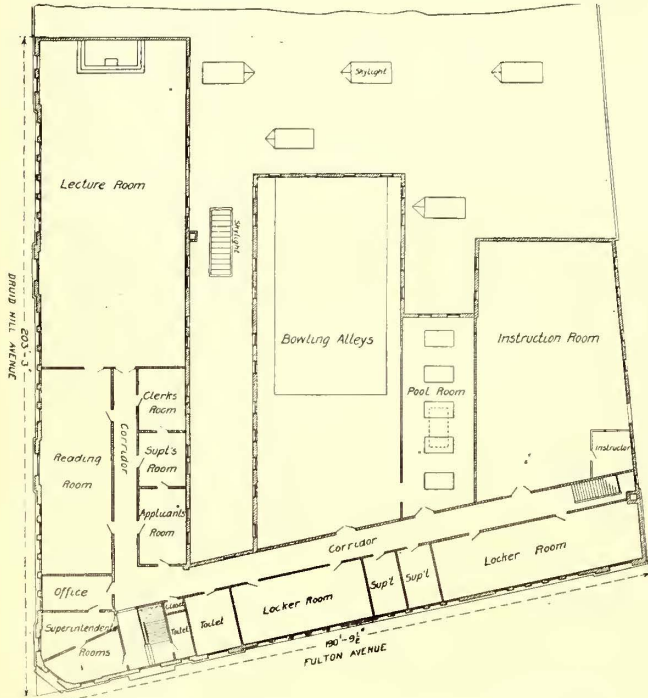 Skylight
Lecture Room
Skylight
DRUID HILL AVENUE
203'-3"
Bowling Alleys
Instruction Room
Pool Room
Clerks
Room
Corridor
Supt's
Room
Reading
Room
Instructor
Applicants
Room
Corridor
Locker Room
Sup't
Sup't
Locker Room
Office
Closet
Toilet
Toilet
Superintendents
Rooms
190'-9½"
FULTON AVENUE